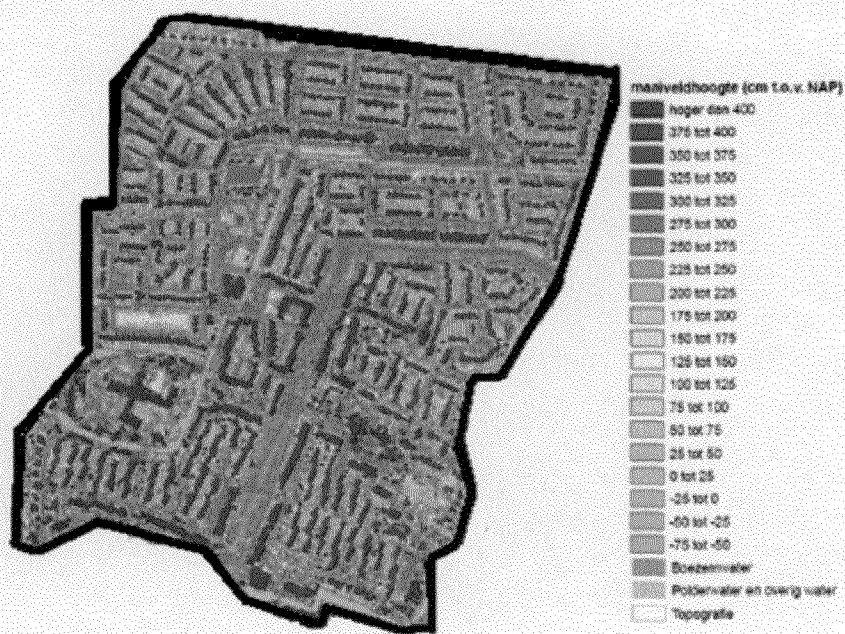 maaiveldhoogte (cm t.o.v. NAP)
hoger dan 400
375 tot 400
350 tot 375
325 tot 350
300 tot 325
275 tot 300
250 tot 275
225 tot 250
200 tot 225
175 tot 200
150 tot 175
125 tot 150
100 tot 125
75 tot 100
50 tot 75
25 tot 50
0 tot 25
-25 tot 0
-50 tot -25
-75 tot -50
Boezemwater
Polderwater en overig water
Topografie